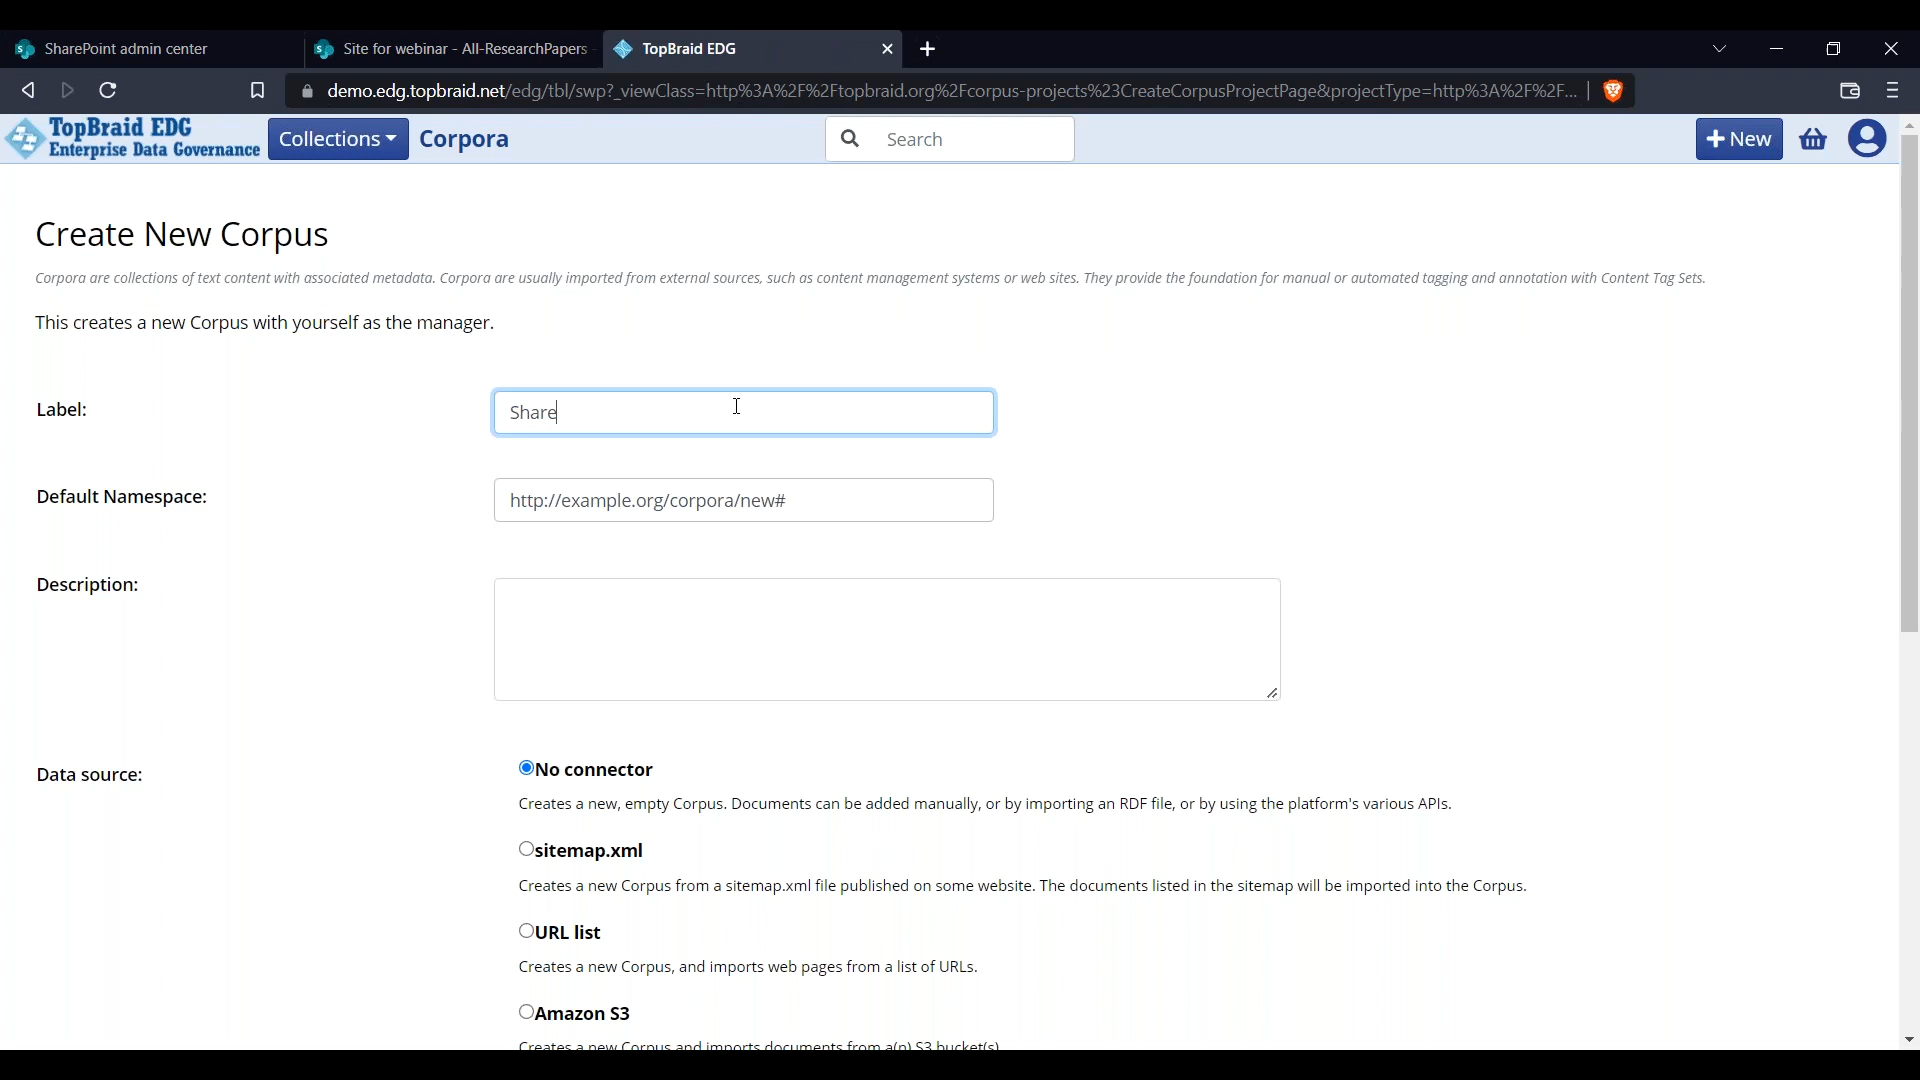 SharePoint admin center
Site for webinar - All-ResearchPapers -
TopBraid EDG
demo.edg.topbraid.net/edg/tbl/swp?_viewClass=http%3A%2F%2Ftopbraid.org%2Fcorpus-projects%23CreateCorpusProjectPage&projectType=http%3A%2F%2F...
TopBraid EDG
Enterprise Data Governance
Collections
Corpora
Search
+ New
Create New Corpus
Corpora are collections of text content with associated metadata. Corpora are usually imported from external sources, such as content management systems or web sites. They provide the foundation for manual or automated tagging and annotation with Content Tag Sets.
This creates a new Corpus with yourself as the manager.
Label:
Share
Default Namespace:
http://example.org/corpora/new#
Description:
Data source:
No connector
Creates a new, empty Corpus. Documents can be added manually, or by importing an RDF file, or by using the platform's various APIs.
sitemap.xml
Creates a new Corpus from a sitemap.xml file published on some website. The documents listed in the sitemap will be imported into the Corpus.
URL list
Creates a new Corpus, and imports web pages from a list of URLs.
Amazon S3
Creates a new Corpus and imports documents from a(n) S3 bucket(s)